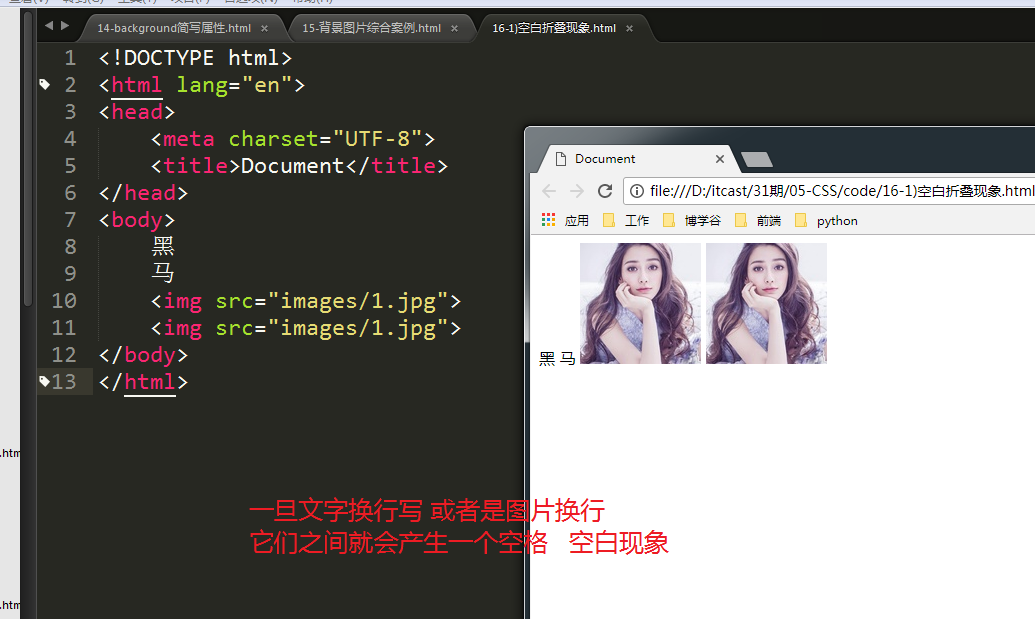 14-background简写属性.html ×
15-背景图片综合案例.html ×
16-1)空白折叠现象.html ×
1 <!DOCTYPE html>
2 <html lang="en">
3 <head>
4 <meta charset="UTF-8">
5 <title>Document</title>
6 </head>
7 <body>
8 黑
9 马
10 <img src="images/1.jpg">
11 <img src="images/1.jpg">
12 </body>
13 </html>
Document ×
file:///D:/itcast/31期/05-CSS/code/16-1)空白折叠现象.html
应用 工作 博学谷 前端 python
黑 马
.htm
一旦文字换行写 或者是图片换行
它们之间就会产生一个空格 空白现象
.htm